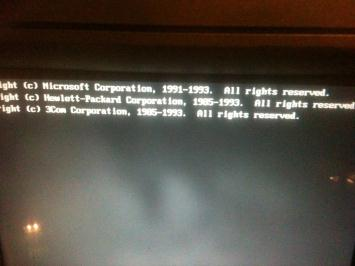 ight (c) Microsoft Corporation, 1991-1993.  All rights reserved.
ight (c) Hewlett-Packard Corporation, 1985-1993.  All rights reserved
right (c) 3Com Corporation, 1985-1993.  All rights reserved.